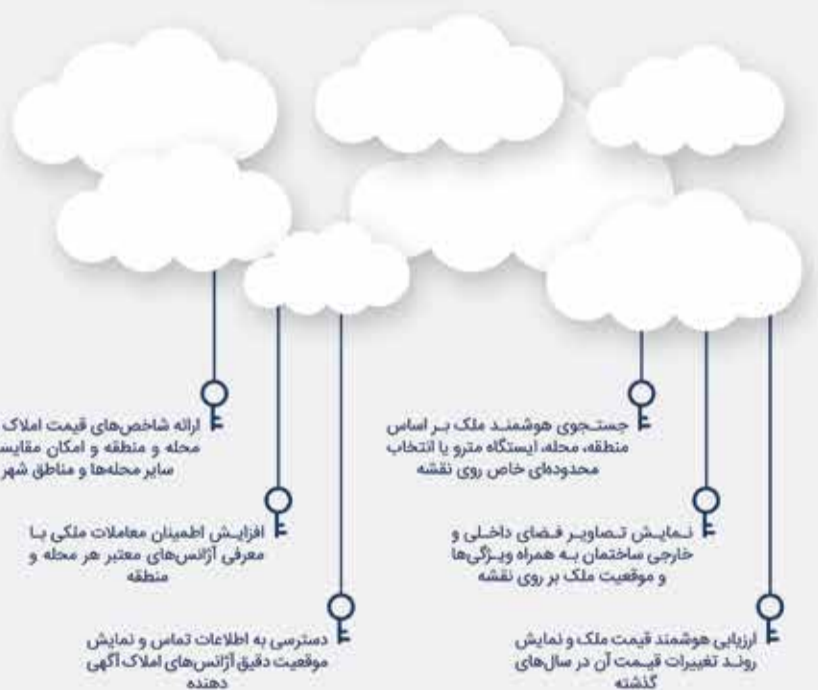 جستجوی هوشمند ملک بر اساس
منطقه، محله، ایستگاه مترو یا انتخاب
محدوده‌ای خاص روی نقشه
نمایش تصاویر فضای داخلی و
خارجی ساختمان به همراه ویژگی‌ها
و موقعیت ملک بر روی نقشه
ارزیابی هوشمند قیمت ملک و نمایش
روند تغییرات قیمت آن در سال‌های
گذشته
ارائه شاخص‌های قیمت املاک
محله و منطقه و امکان
سایر محله‌ها و مناطق شهر
افزایش اطمینان معاملات ملکی با
معرفی آژانس‌های معتبر هر محله و
منطقه
دسترسی به اطلاعات تماس و نمایش
موقعیت دقیق آژانس‌های املاک آگهی
دهنده